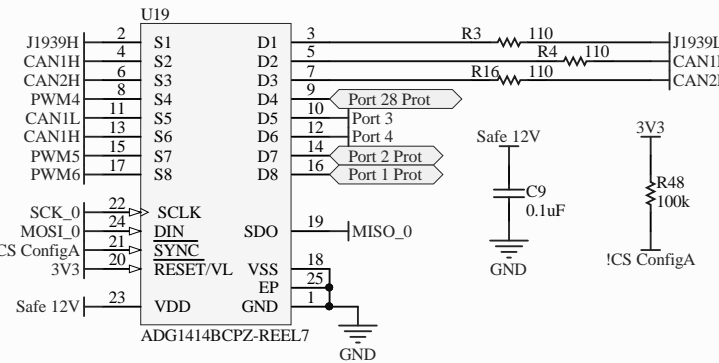 U19
J1939H 2 S1 D1 3 R3 110 J1939L
CAN1H 4 S2 D2 5 R4 110
CAN2H 6 S3 D3 7 R16 110
PWM4 8 S4 D4 9 Port 28 Prot
CAN1L 11 S5 D5 10 Port 3
CAN1H 13 S6 D6 12 Port 4
PWM5 15 S7 D7 14 Port 2 Prot
PWM6 17 S8 D8 16 Port 1 Prot
SCK_0 22 SCLK
MOSI_0 24 DIN SDO 19 MISO_0
CS ConfigA 21 SYNC
3V3 20 RESET/VL VSS 18
EP 25
Safe 12V 23 VDD GND 1
ADG1414BCPZ-REEL7
GND
Safe 12V
C9
0.1uF
GND
3V3
R48
100k
!CS ConfigA